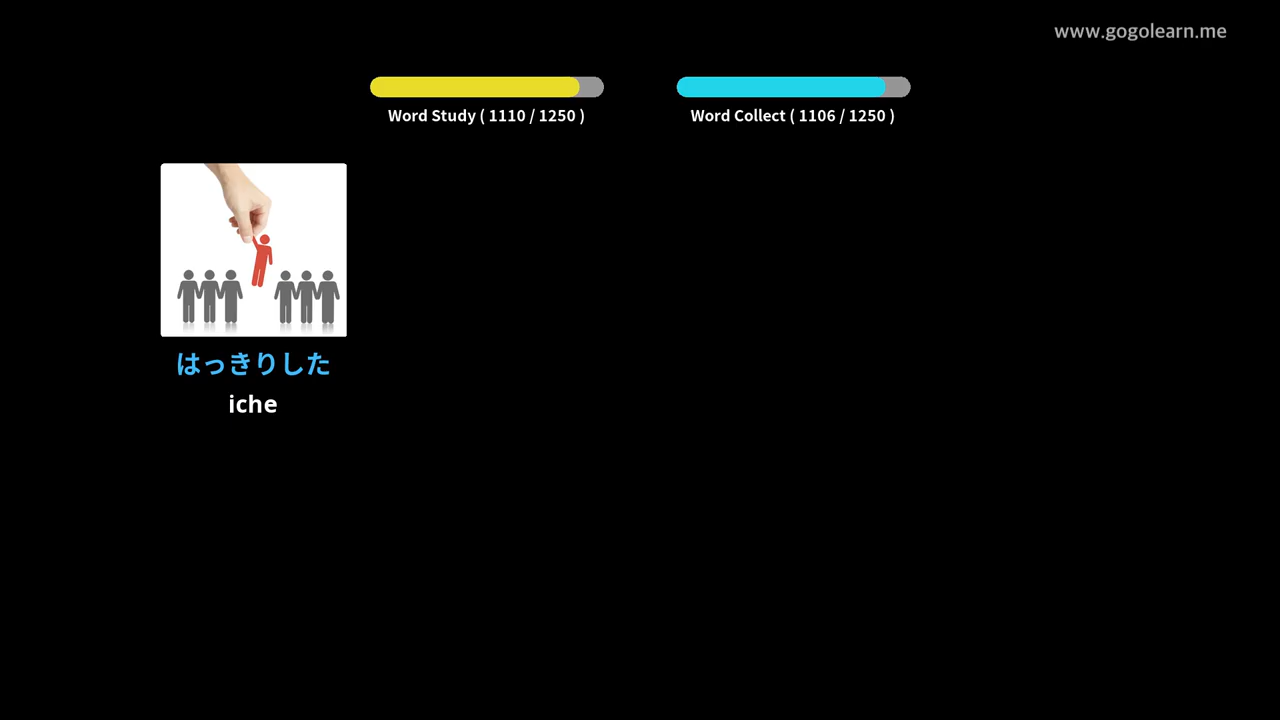 www.gogolearn.me
Word Study ( 1110 / 1250 )
Word Collect ( 1106 / 1250 )
はっきりした
iche